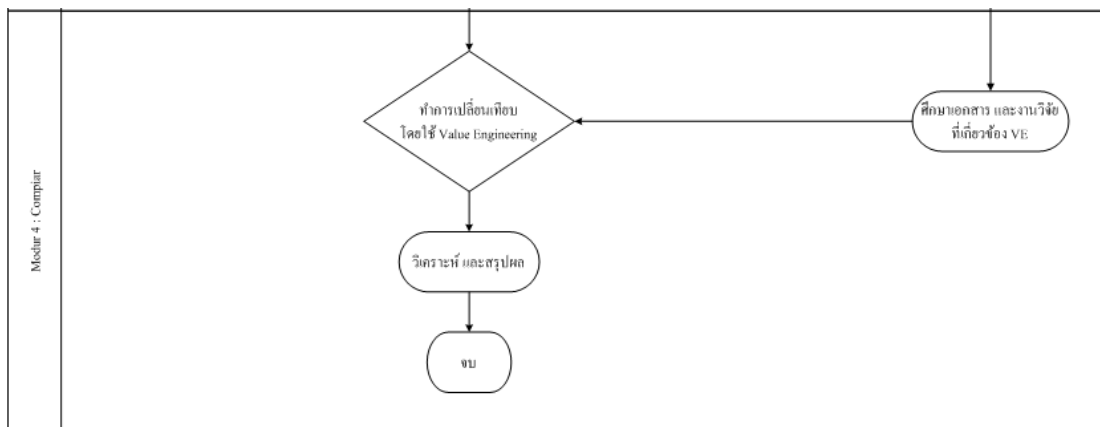 Modur 4 : Compiar
ทำการเปลี่ยนเทียบ
โดยใช้ Value Engineering
ศึกษาเอกสาร และงานวิจัย
ที่เกี่ยวข้อง VE
วิเคราะห์ และสรุปผล
จบ